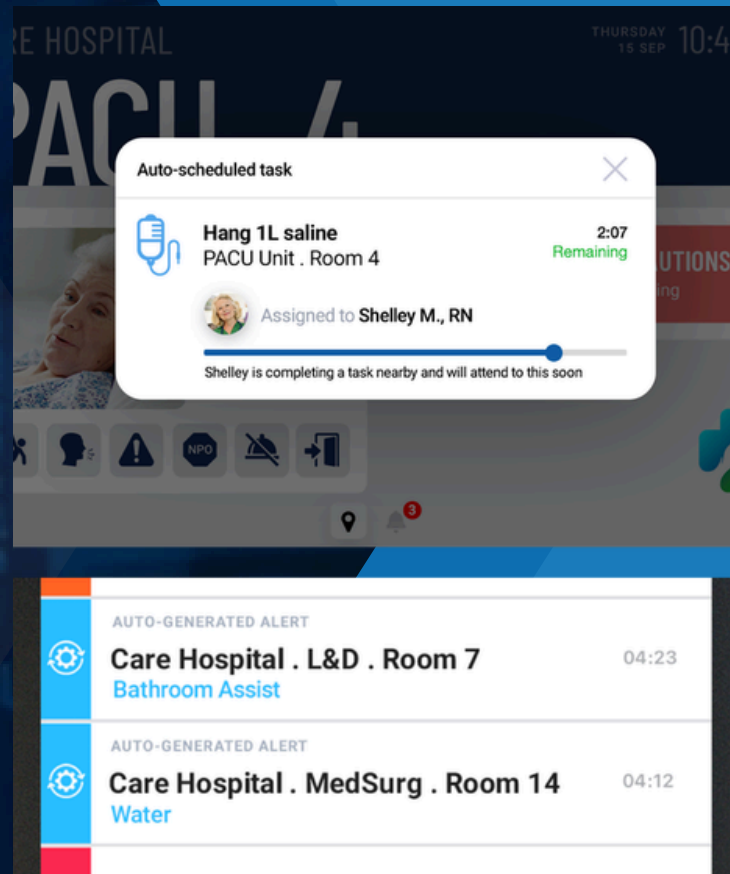 RE HOSPITAL
THURSDAY
15 SEP
10:4
PACU 4
Auto-scheduled task
Hang 1L saline
PACU Unit . Room 4
2:07
Remaining
UTIONS
ing
Assigned to Shelley M., RN
Shelley is completing a task nearby and will attend to this soon
NPO
3
AUTO-GENERATED ALERT
Care Hospital . L&D . Room 7
04:23
Bathroom Assist
AUTO-GENERATED ALERT
Care Hospital . MedSurg . Room 14
04:12
Water